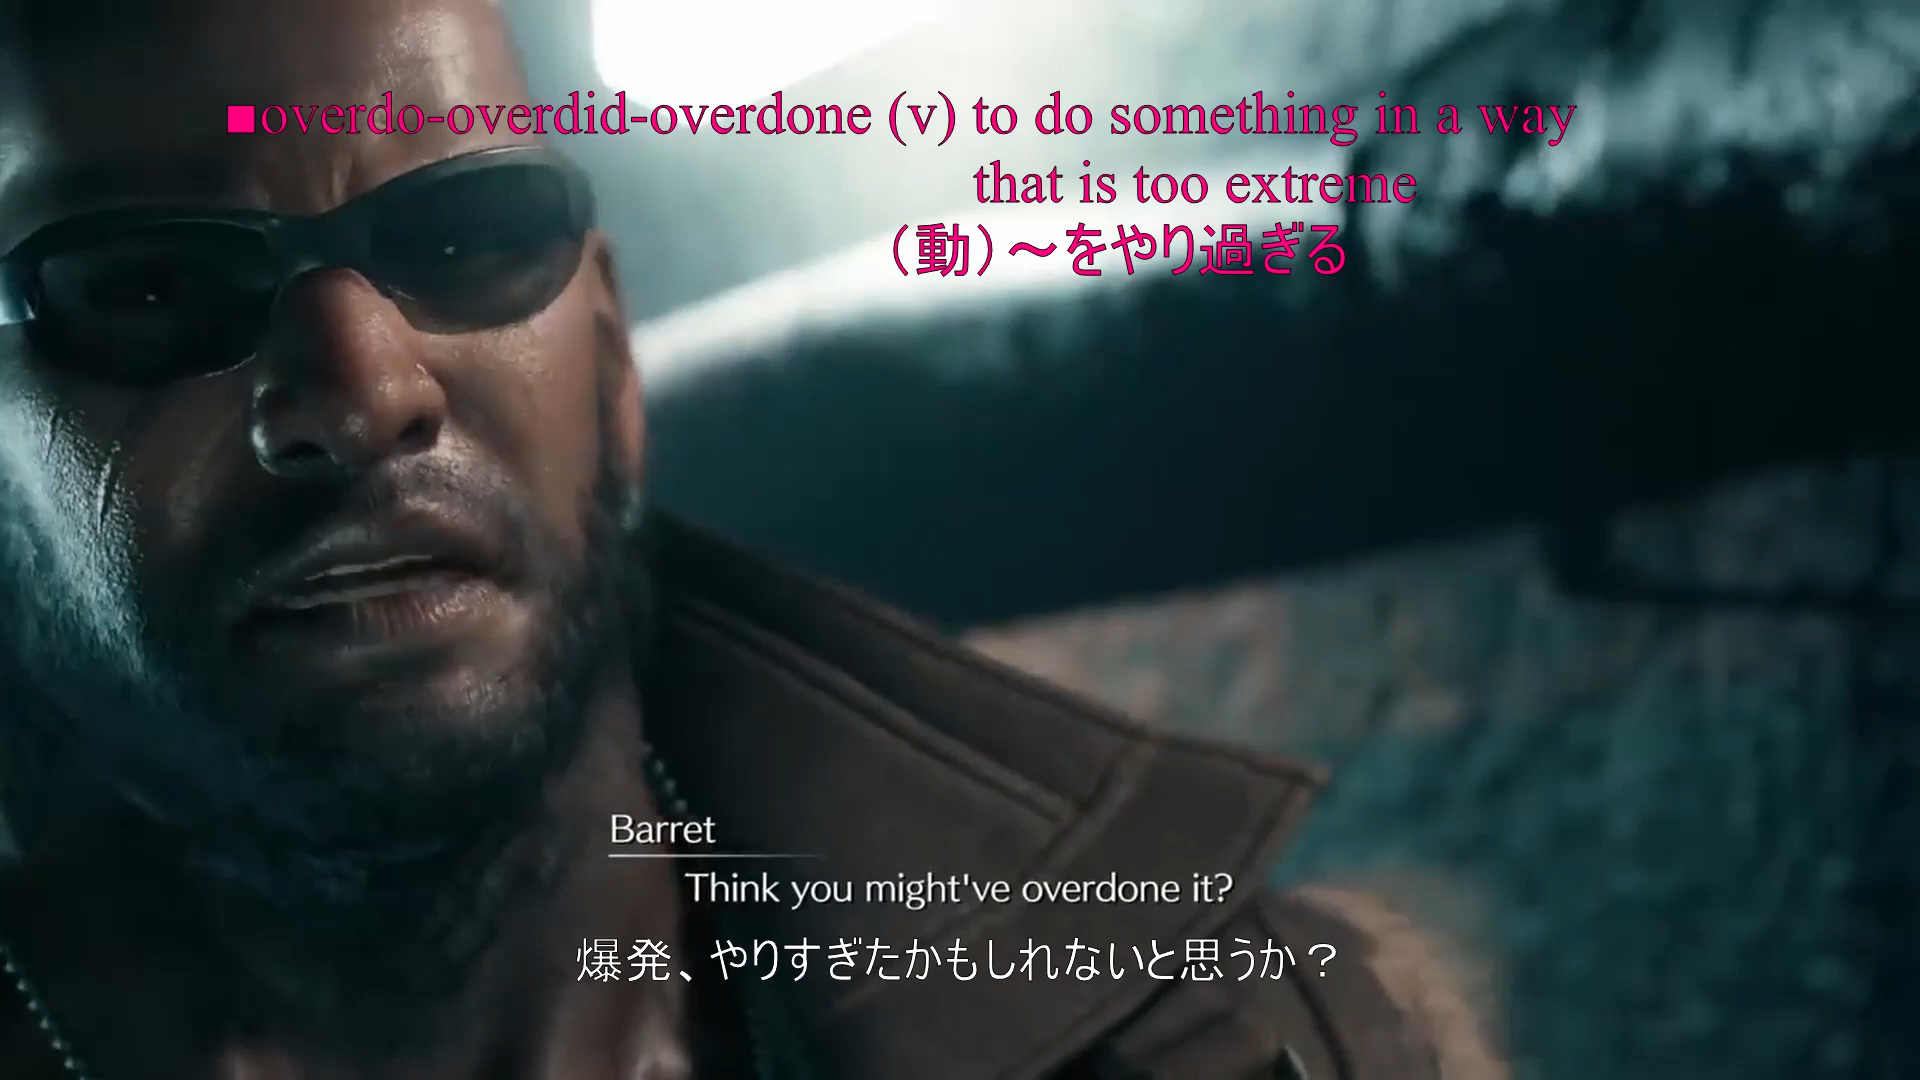 ■overdo-overdid-overdone (v) to do something in a way
that is too extreme
（動）～をやり過ぎる
Barret
Think you might've overdone it?
爆発、やりすぎたかもしれないと思うか？